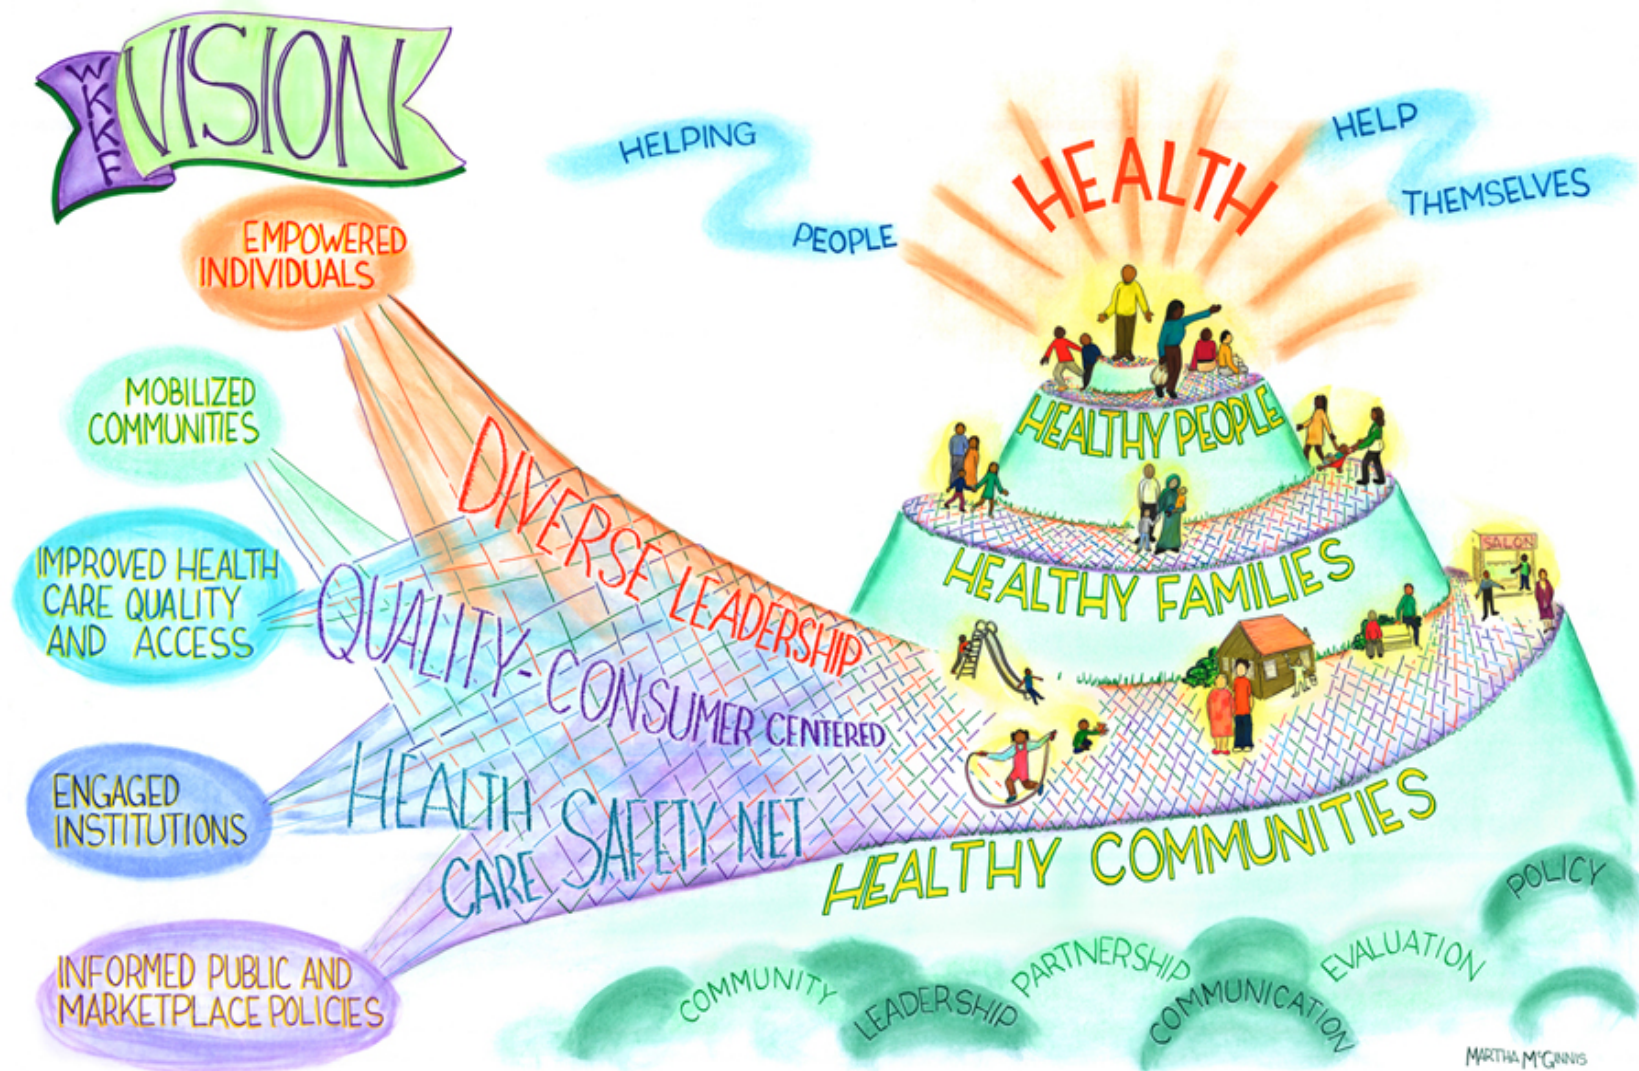 WKKF
VISION
HELPING
PEOPLE
HELP
THEMSELVES
HEALTH
EMPOWERED
INDIVIDUALS
MOBILIZED
COMMUNITIES
IMPROVED HEALTH
CARE QUALITY
AND ACCESS
ENGAGED
INSTITUTIONS
INFORMED PUBLIC AND
MARKETPLACE POLICIES
DIVERSE LEADERSHIP
QUALITY-CONSUMER CENTERED
HEALTH
CARE SAFETY NET
HEALTHY PEOPLE
HEALTHY FAMILIES
SALON
HEALTHY COMMUNITIES
COMMUNITY
LEADERSHIP
PARTNERSHIP
COMMUNICATION
EVALUATION
POLICY
MARTHA McGINNIS